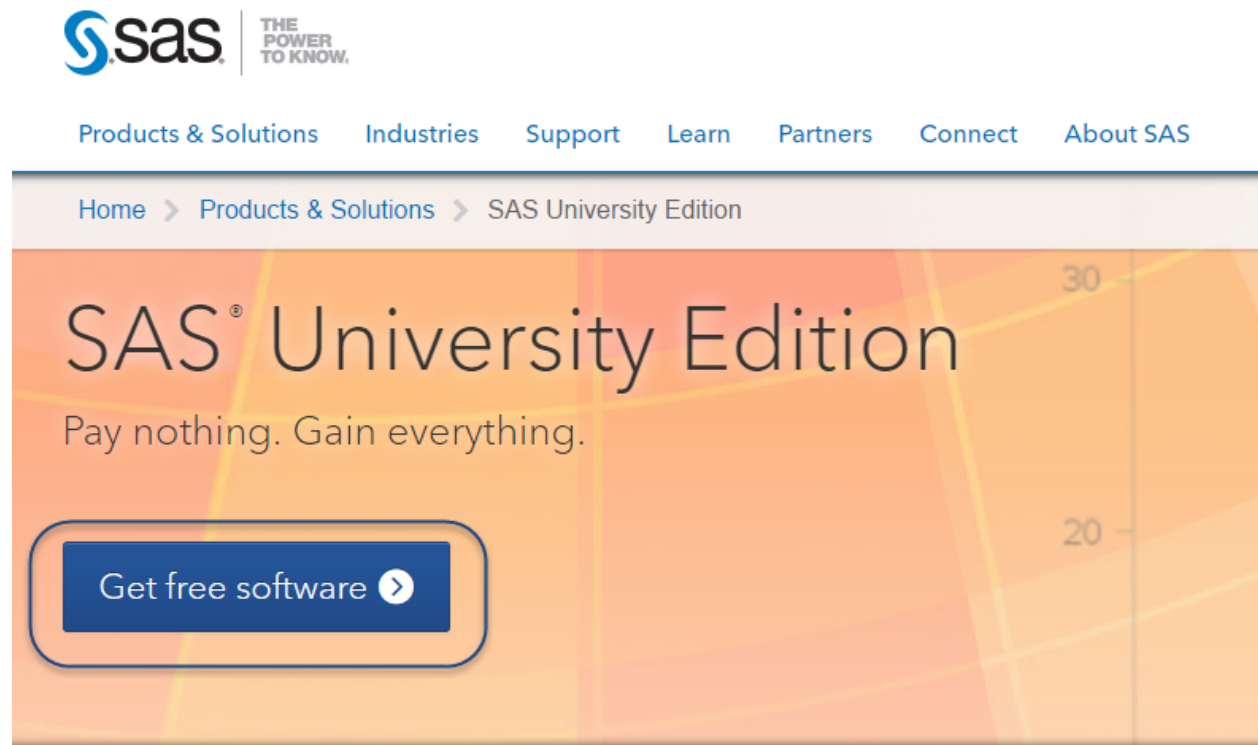 sas
THE
POWER
TO KNOW.
Products & Solutions Industries Support Learn Partners Connect About SAS
Home > Products & Solutions > SAS University Edition
SAS® University Edition
Pay nothing. Gain everything.
Get free software
30
20